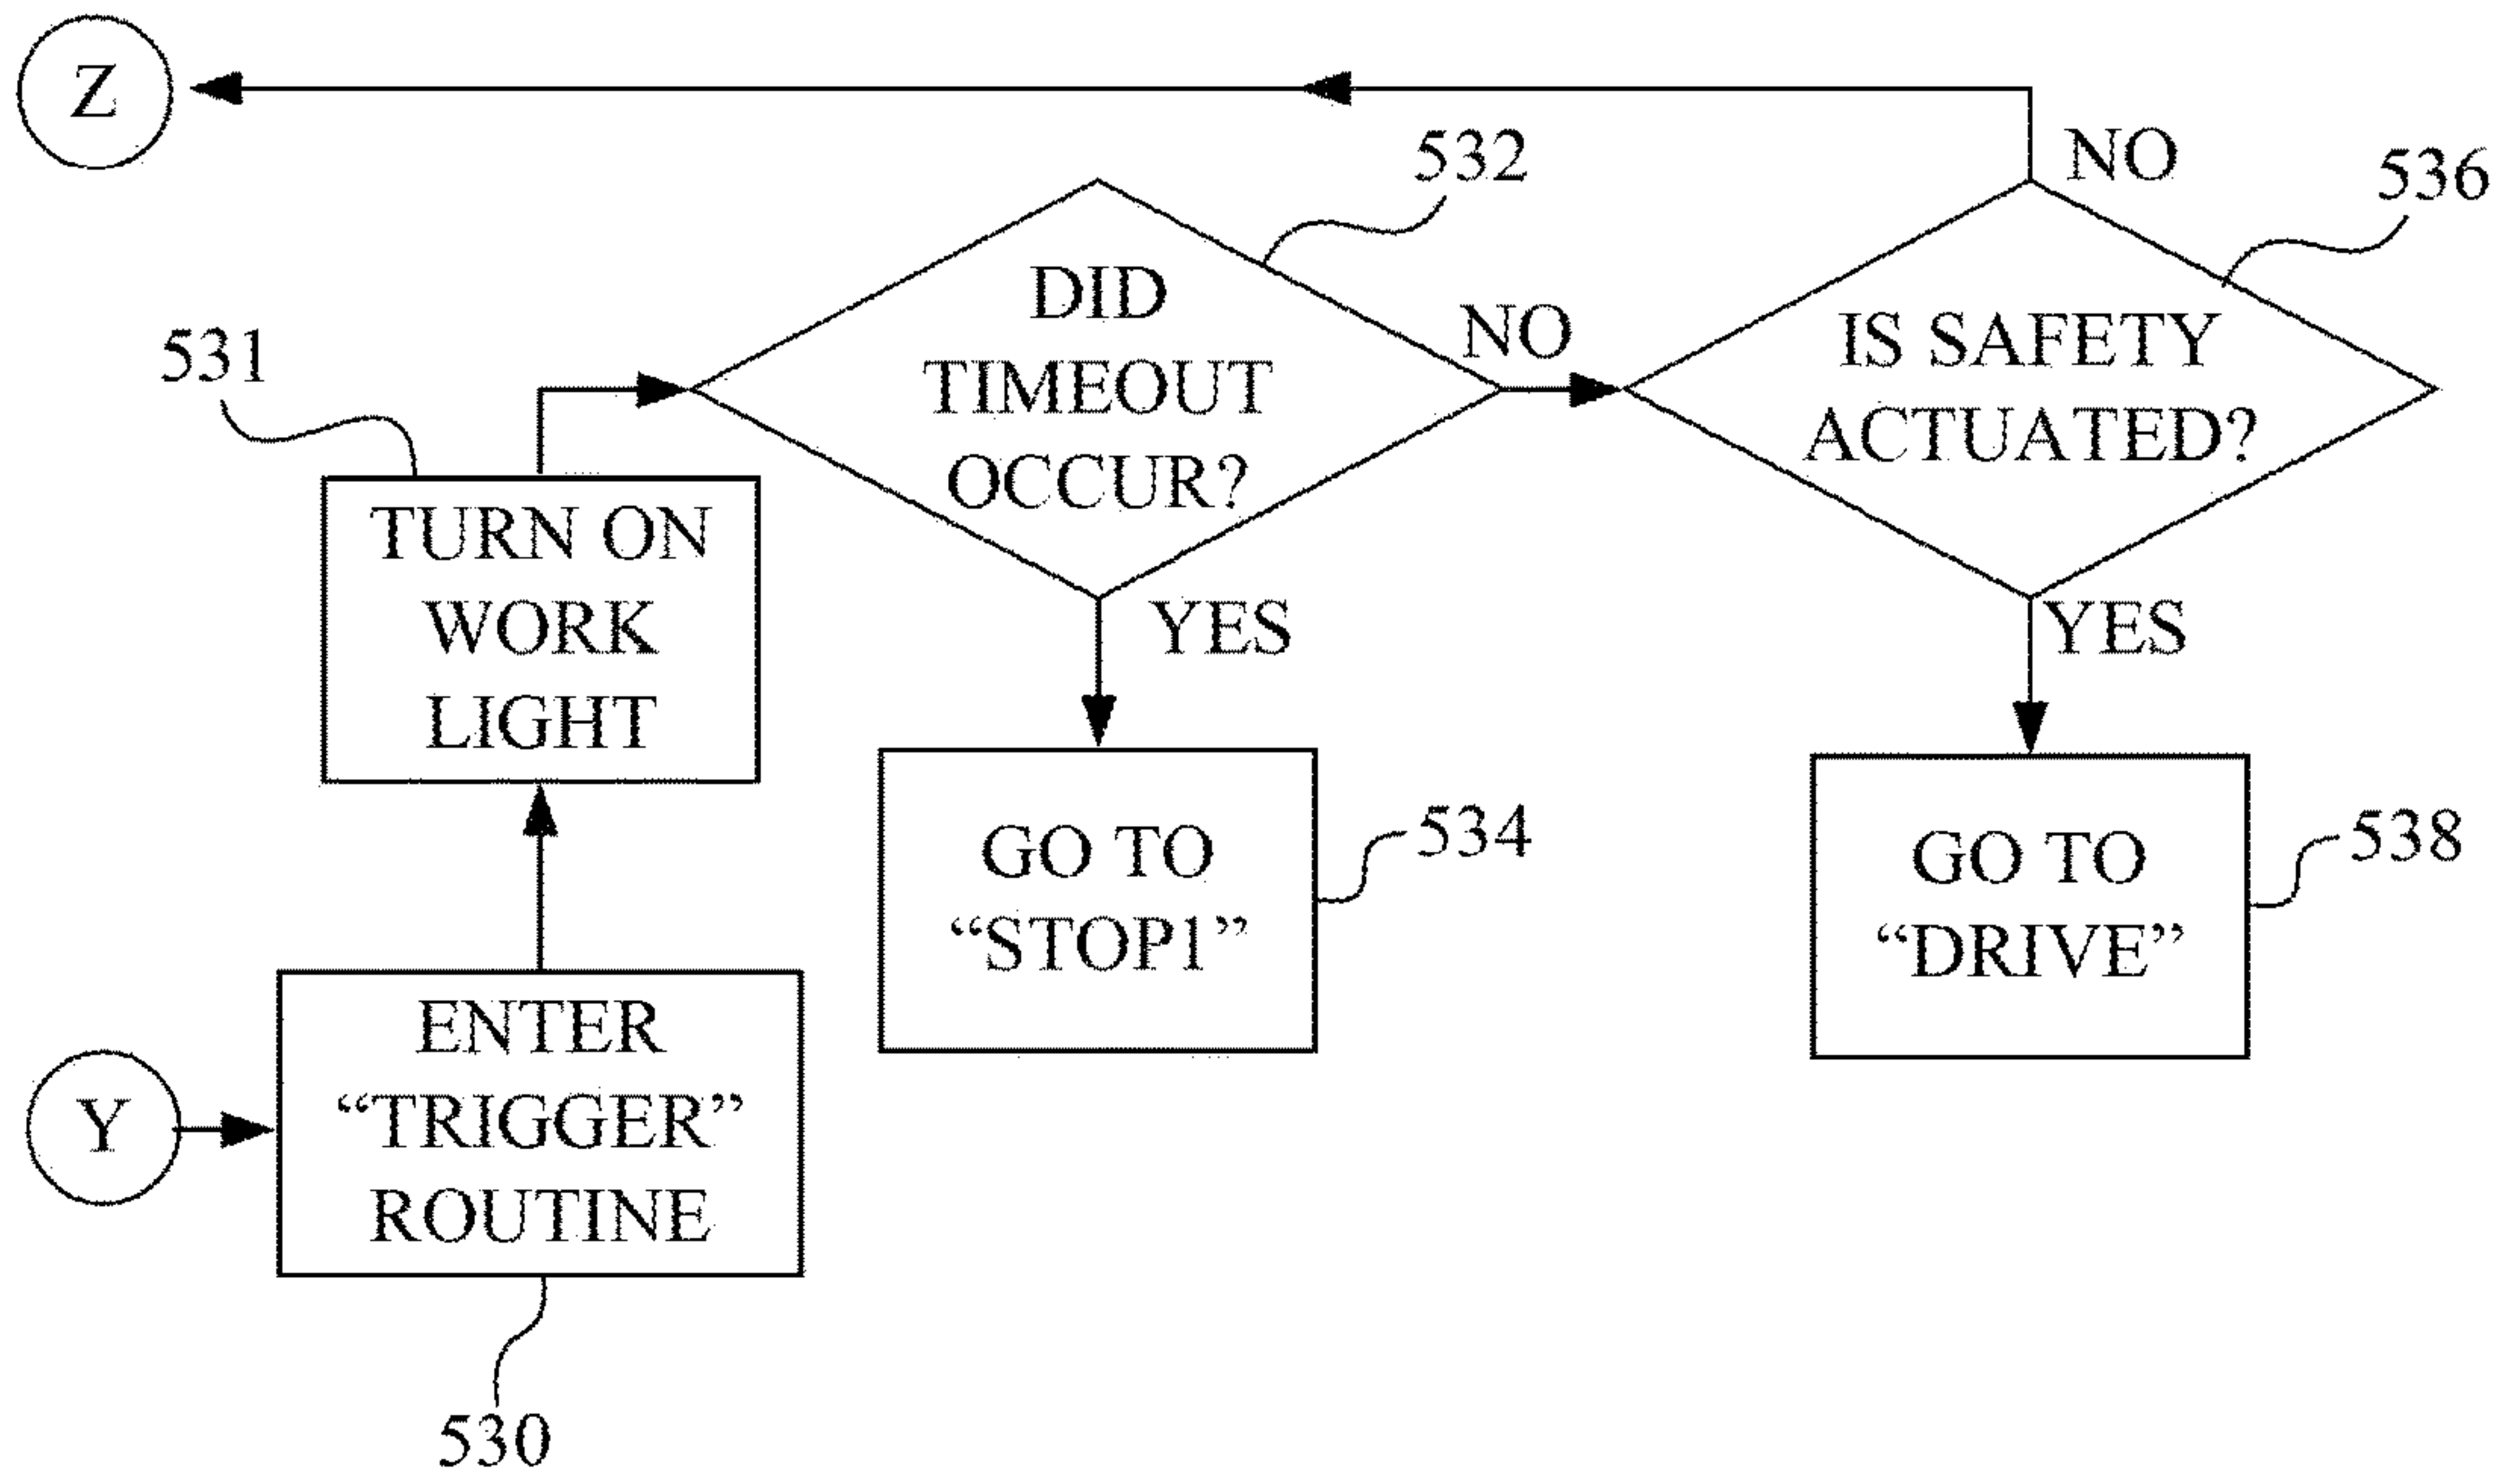 Z
532
NO
536
DID
TIMEOUT
OCCUR?
NO
IS SAFETY
ACTUATED?
531
TURN ON
WORK
LIGHT
YES
YES
GO TO
“STOP1”
534
GO TO
“DRIVE”
538
Y
ENTER
“TRIGGER”
ROUTINE
530